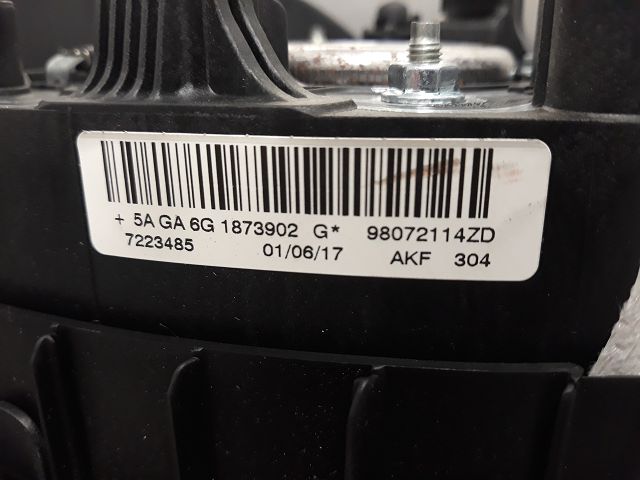 + 5A GA 6G 1873902 G* 98072114ZD
7223485 01/06/17 AKF 304